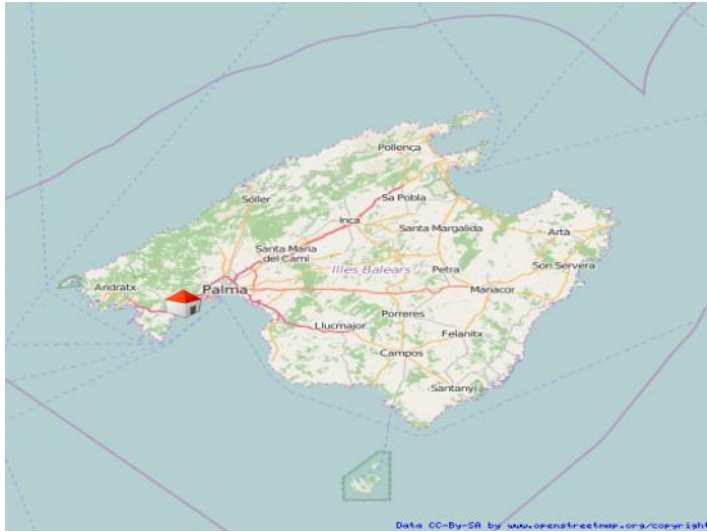 Pollença
Sa Pobla
Sóller
Inca
Santa Margalida
Artà
Santa Maria
del Camí
Illes Balears
Petra
Son Servera
Andratx
Palma
Manacor
Porreres
Llucmajor
Felanitx
Campos
Santanyí
Data CC-By-SA by www.openstreetmap.org/copyright